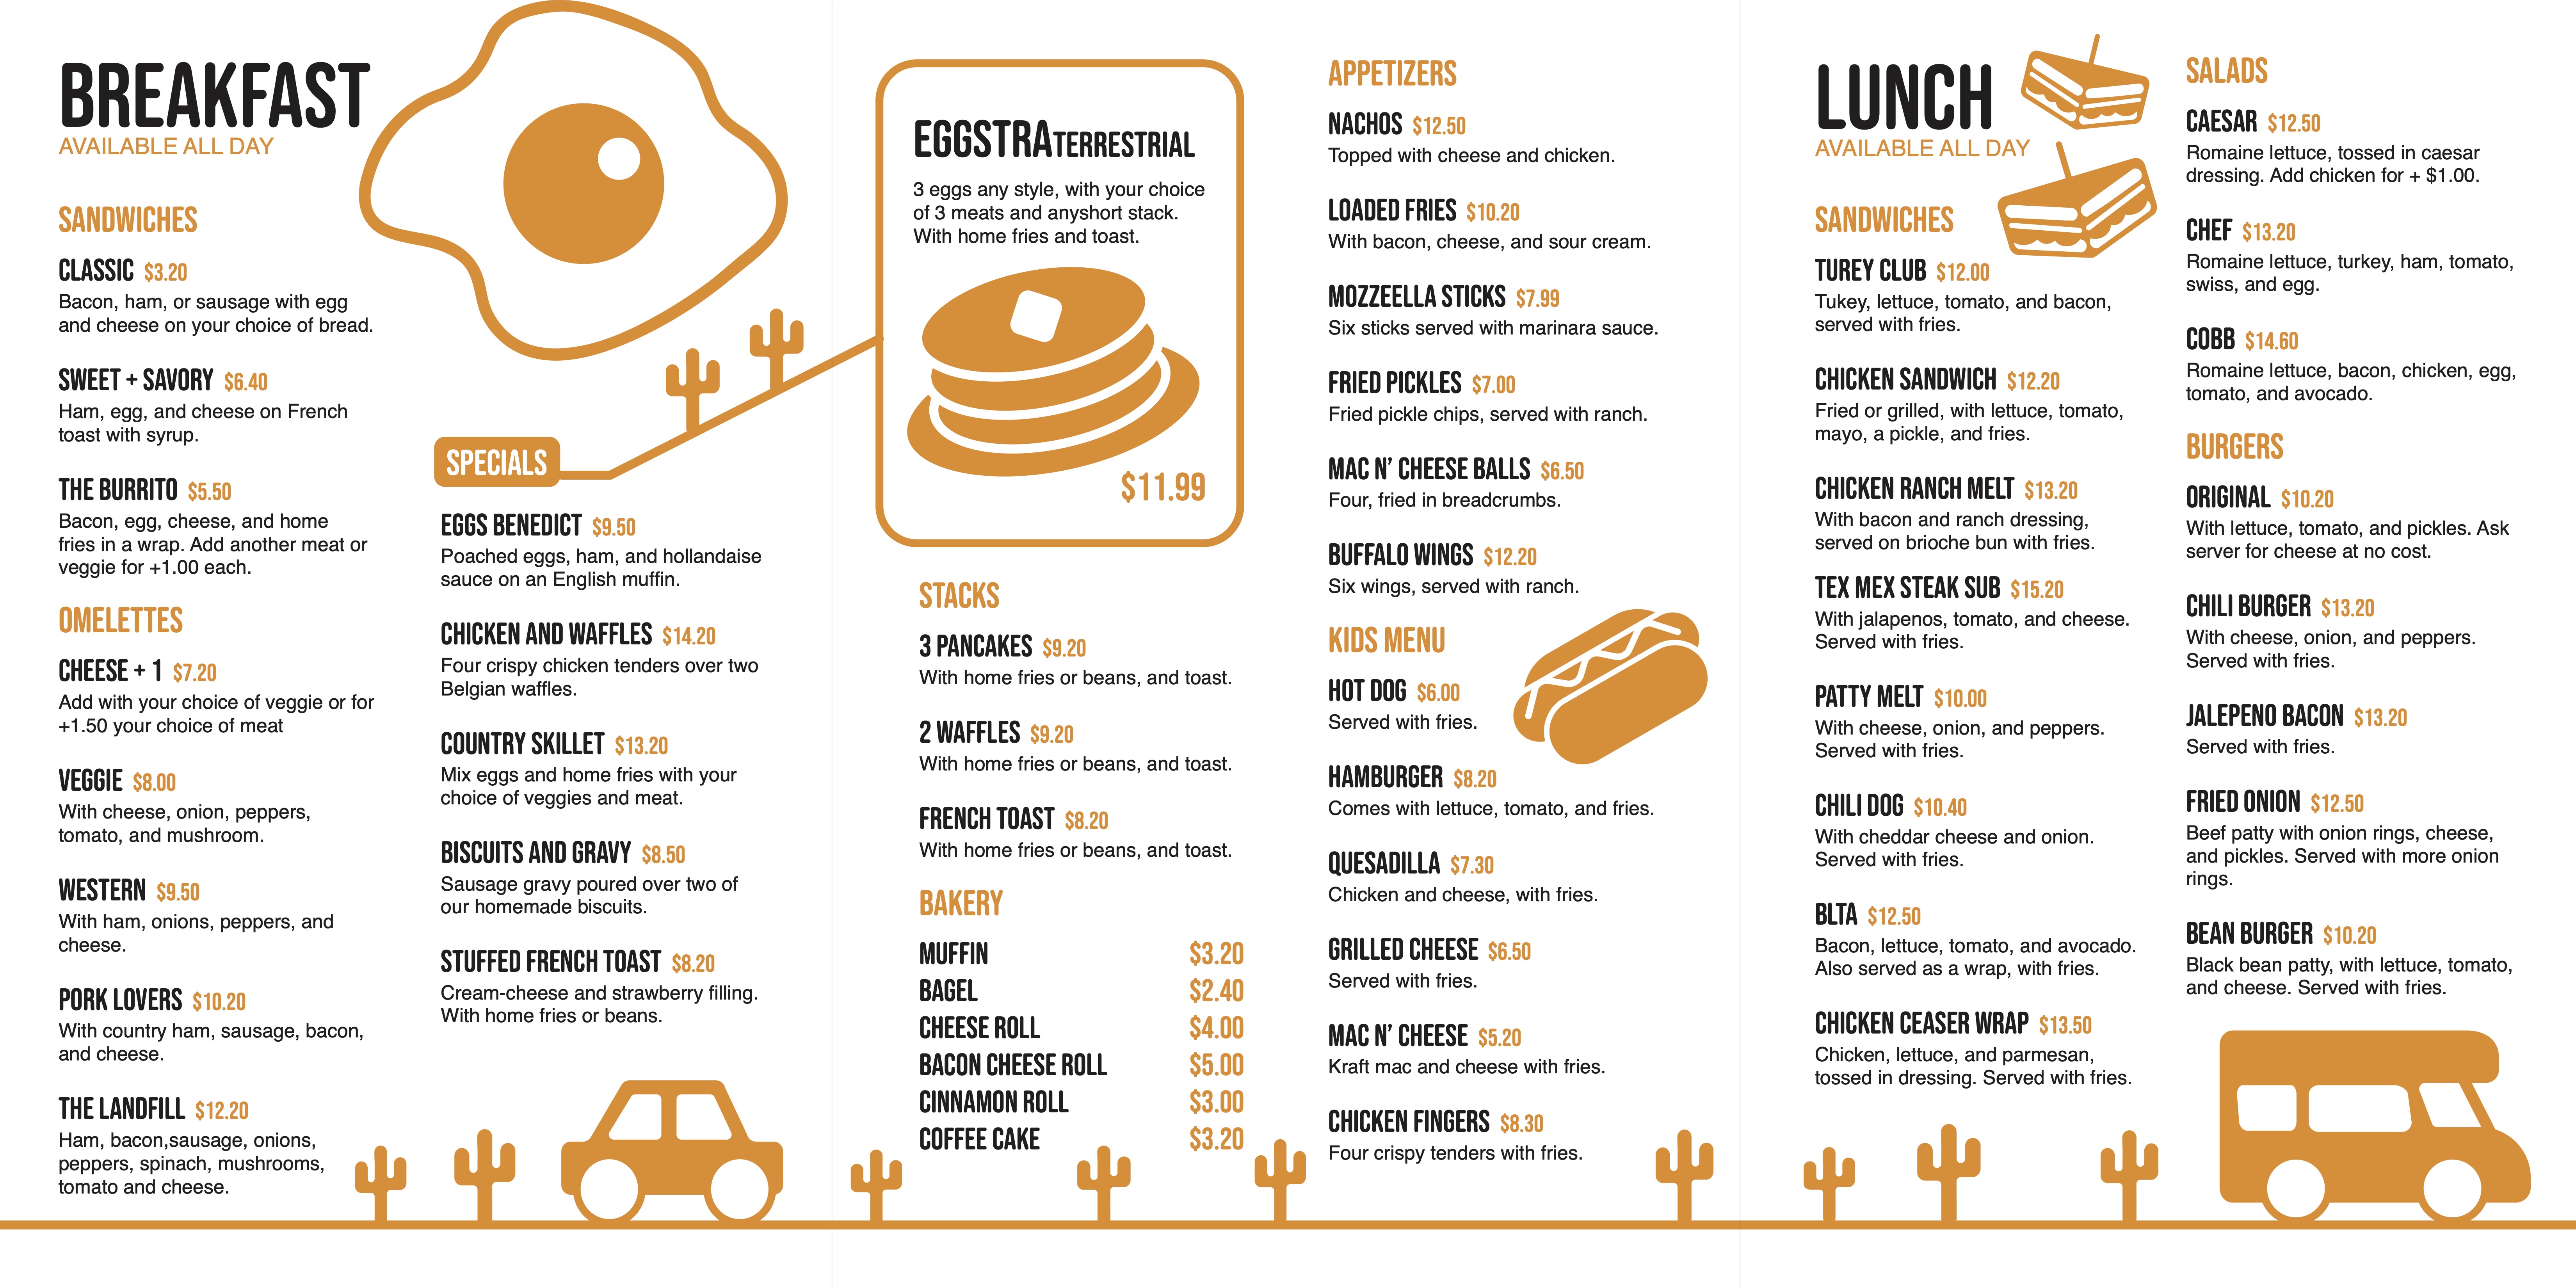 BREAKFAST
AVAILABLE ALL DAY
SANDWICHES
CLASSIC $3.20
Bacon, ham, or sausage with egg
and cheese on your choice of bread.
SWEET + SAVORY $6.40
Ham, egg, and cheese on French
toast with syrup.
THE BURRITO $5.50
Bacon, egg, cheese, and home
fries in a wrap. Add another meat or
veggie for +1.00 each.
OMELETTES
CHEESE + 1 $7.20
Add with your choice of veggie or for
+1.50 your choice of meat
VEGGIE $8.00
With cheese, onion, peppers,
tomato, and mushroom.
WESTERN $9.50
With ham, onions, peppers, and
cheese.
PORK LOVERS $10.20
With country ham, sausage, bacon,
and cheese.
THE LANDFILL $12.20
Ham, bacon,sausage, onions,
peppers, spinach, mushrooms,
tomato and cheese.
SPECIALS
EGGS BENEDICT $9.50
Poached eggs, ham, and hollandaise
sauce on an English muffin.
CHICKEN AND WAFFLES $14.20
Four crispy chicken tenders over two
Belgian waffles.
COUNTRY SKILLET $13.20
Mix eggs and home fries with your
choice of veggies and meat.
BISCUITS AND GRAVY $8.50
Sausage gravy poured over two of
our homemade biscuits.
STUFFED FRENCH TOAST $8.20
Cream-cheese and strawberry filling.
With home fries or beans.
EGGSTRATERRESTRIAL
3 eggs any style, with your choice
of 3 meats and anyshort stack.
With home fries and toast.
$11.99
STACKS
3 PANCAKES $9.20
With home fries or beans, and toast.
2 WAFFLES $9.20
With home fries or beans, and toast.
FRENCH TOAST $8.20
With home fries or beans, and toast.
BAKERY
MUFFIN $3.20
BAGEL $2.40
CHEESE ROLL $4.00
BACON CHEESE ROLL $5.00
CINNAMON ROLL $3.00
COFFEE CAKE $3.20
APPETIZERS
NACHOS $12.50
Topped with cheese and chicken.
LOADED FRIES $10.20
With bacon, cheese, and sour cream.
MOZZEELLA STICKS $7.99
Six sticks served with marinara sauce.
FRIED PICKLES $7.00
Fried pickle chips, served with ranch.
MAC N' CHEESE BALLS $6.50
Four, fried in breadcrumbs.
BUFFALO WINGS $12.20
Six wings, served with ranch.
KIDS MENU
HOT DOG $6.00
Served with fries.
HAMBURGER $8.20
Comes with lettuce, tomato, and fries.
QUESADILLA $7.30
Chicken and cheese, with fries.
GRILLED CHEESE $6.50
Served with fries.
MAC N' CHEESE $5.20
Kraft mac and cheese with fries.
CHICKEN FINGERS $8.30
Four crispy tenders with fries.
LUNCH
AVAILABLE ALL DAY
SANDWICHES
TUREY CLUB $12.00
Tukey, lettuce, tomato, and bacon,
served with fries.
CHICKEN SANDWICH $12.20
Fried or grilled, with lettuce, tomato,
mayo, a pickle, and fries.
CHICKEN RANCH MELT $13.20
With bacon and ranch dressing,
served on brioche bun with fries.
TEX MEX STEAK SUB $15.20
With jalapenos, tomato, and cheese.
Served with fries.
PATTY MELT $10.00
With cheese, onion, and peppers.
Served with fries.
CHILI DOG $10.40
With cheddar cheese and onion.
Served with fries.
BLTA $12.50
Bacon, lettuce, tomato, and avocado.
Also served as a wrap, with fries.
CHICKEN CEASER WRAP $13.50
Chicken, lettuce, and parmesan,
tossed in dressing. Served with fries.
SALADS
CAESAR $12.50
Romaine lettuce, tossed in caesar
dressing. Add chicken for + $1.00.
CHEF $13.20
Romaine lettuce, turkey, ham, tomato,
swiss, and egg.
COBB $14.60
Romaine lettuce, bacon, chicken, egg,
tomato, and avocado.
BURGERS
ORIGINAL $10.20
With lettuce, tomato, and pickles. Ask
server for cheese at no cost.
CHILI BURGER $13.20
With cheese, onion, and peppers.
Served with fries.
JALEPENO BACON $13.20
Served with fries.
FRIED ONION $12.50
Beef patty with onion rings, cheese,
and pickles. Served with more onion
rings.
BEAN BURGER $10.20
Black bean patty, with lettuce, tomato,
and cheese. Served with fries.